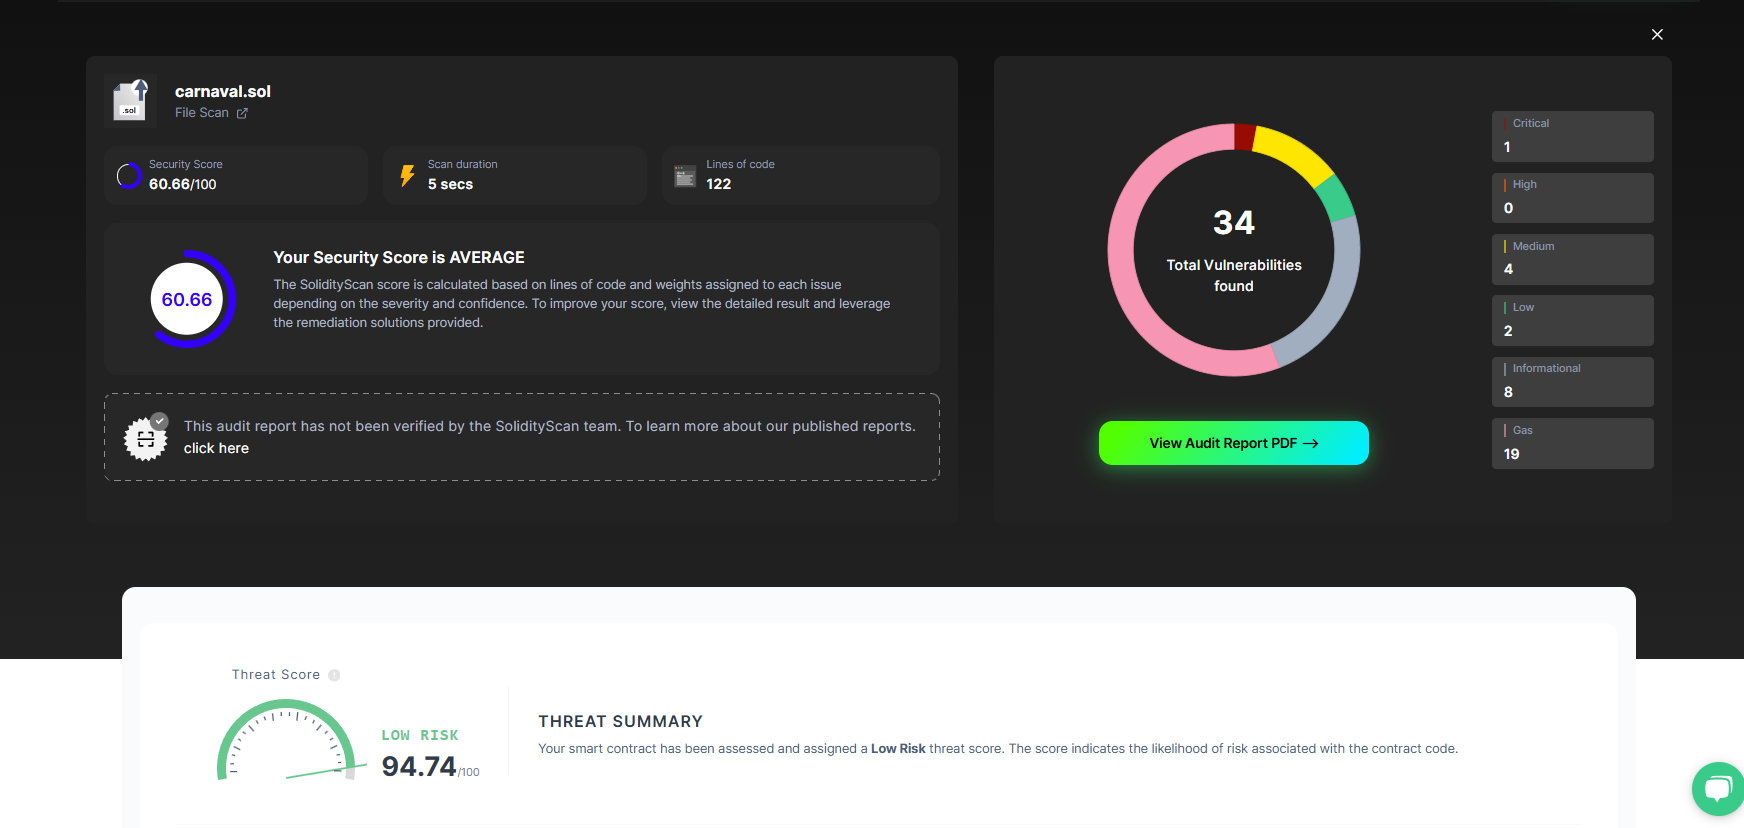 carnaval.sol
.sol
File Scan
Security Score
60.66/100
Scan duration
5 secs
Lines of code
122
60.66
Your Security Score is AVERAGE
The SolidityScan score is calculated based on lines of code and weights assigned to each issue
depending on the severity and confidence. To improve your score, view the detailed result and leverage
the remediation solutions provided.
This audit report has not been verified by the SolidityScan team. To learn more about our published reports.
click here
34
Total Vulnerabilities
found
View Audit Report PDF →
Critical
1
High
0
Medium
4
Low
2
Informational
8
Gas
19
Threat Score
LOW RISK
94.74/100
THREAT SUMMARY
Your smart contract has been assessed and assigned a Low Risk threat score. The score indicates the likelihood of risk associated with the contract code.